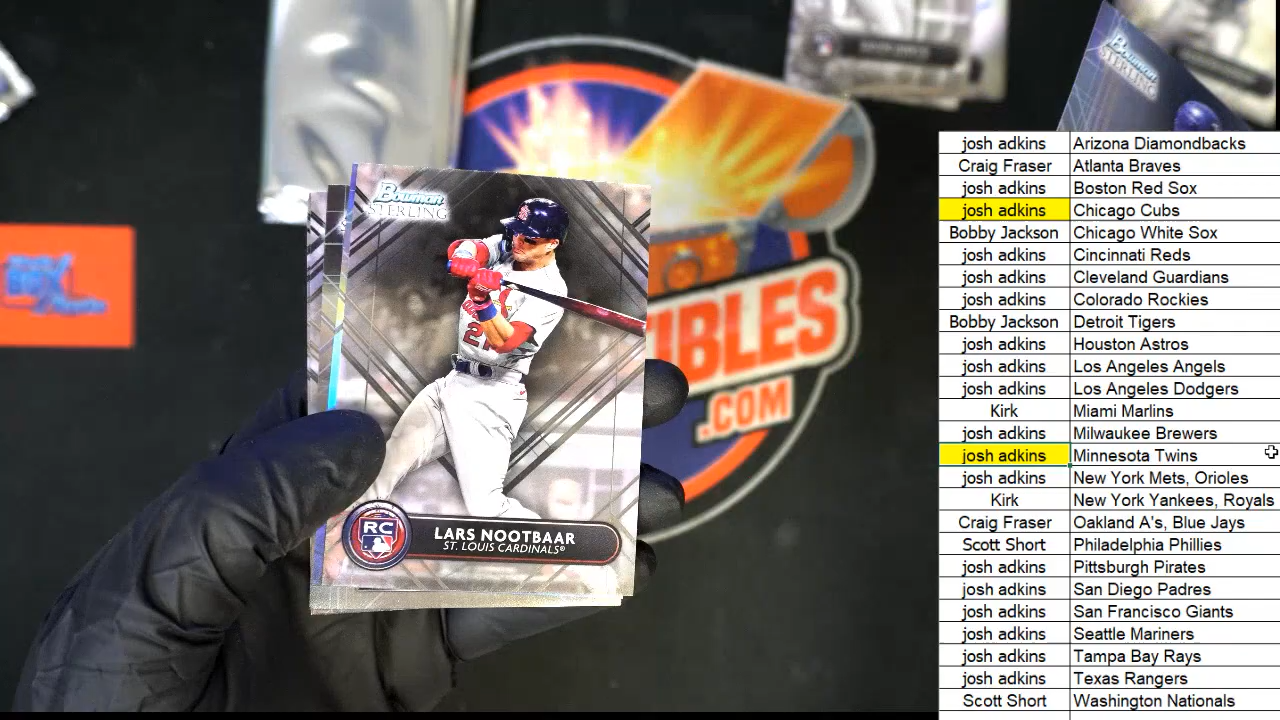 Bowman
STERLING
21
RC
LARS NOOTBAAR
ST. LOUIS CARDINALS®
Bowman
STERLING
IBLES
.COM
josh adkins Arizona Diamondbacks
Craig Fraser Atlanta Braves
josh adkins Boston Red Sox
josh adkins Chicago Cubs
Bobby Jackson Chicago White Sox
josh adkins Cincinnati Reds
josh adkins Cleveland Guardians
josh adkins Colorado Rockies
Bobby Jackson Detroit Tigers
josh adkins Houston Astros
josh adkins Los Angeles Angels
josh adkins Los Angeles Dodgers
Kirk Miami Marlins
josh adkins Milwaukee Brewers
josh adkins Minnesota Twins
josh adkins New York Mets, Orioles
Kirk New York Yankees, Royals
Craig Fraser Oakland A's, Blue Jays
Scott Short Philadelphia Phillies
josh adkins Pittsburgh Pirates
josh adkins San Diego Padres
josh adkins San Francisco Giants
josh adkins Seattle Mariners
josh adkins Tampa Bay Rays
josh adkins Texas Rangers
Scott Short Washington Nationals